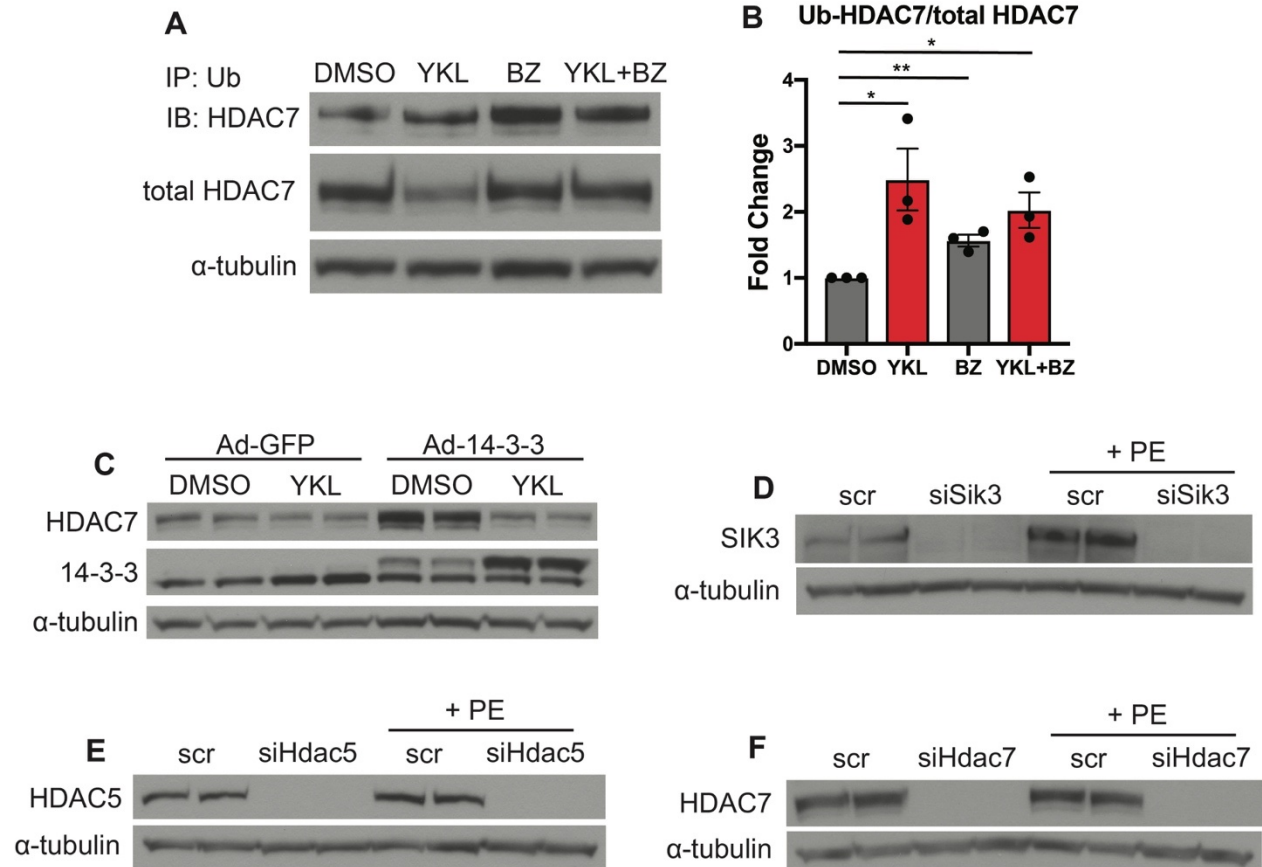 A
IP: Ub
DMSO YKL BZ YKL+BZ
IB: HDAC7
total HDAC7
α-tubulin
B Ub-HDAC7/total HDAC7
*
**
*
4
3
2
1
0
Fold Change
DMSO YKL BZ YKL+BZ
C
Ad-GFP Ad-14-3-3
DMSO YKL DMSO YKL
HDAC7
14-3-3
α-tubulin
D
+ PE
scr siSik3 scr siSik3
SIK3
α-tubulin
E
+ PE
scr siHdac5 scr siHdac5
HDAC5
α-tubulin
F
+ PE
scr siHdac7 scr siHdac7
HDAC7
α-tubulin